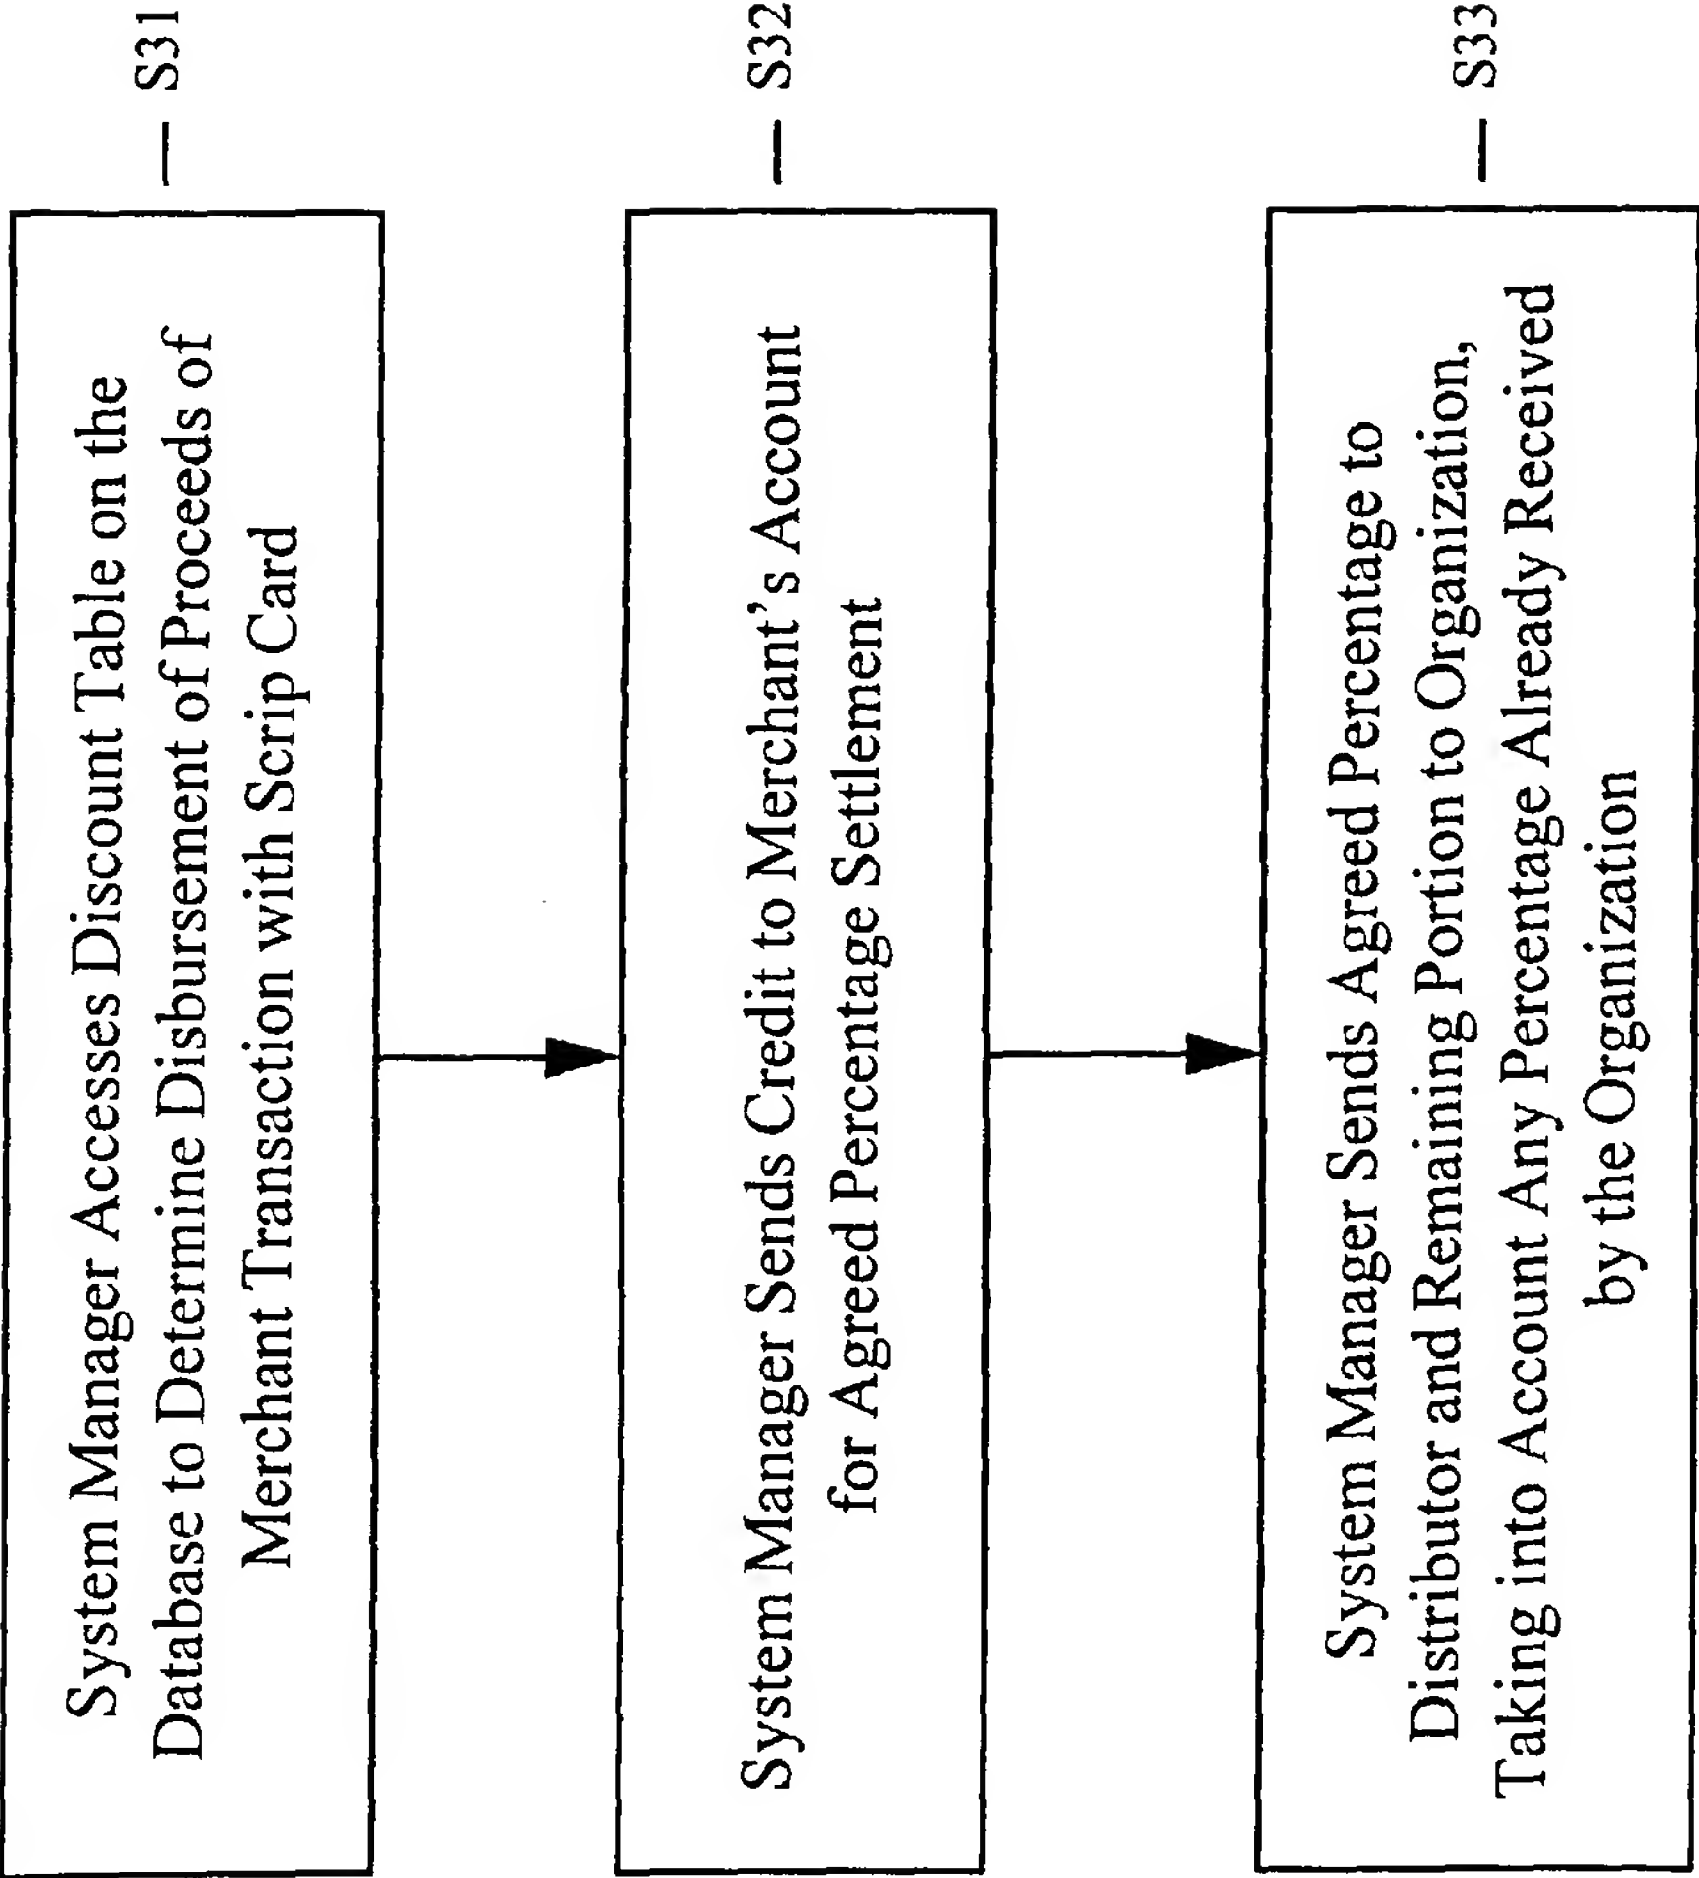 System Manager Accesses Discount Table on the
Database to Determine Disbursement of Proceeds of
Merchant Transaction with Scrip Card
— S31
System Manager Sends Credit to Merchant's Account
for Agreed Percentage Settlement
— S32
System Manager Sends Agreed Percentage to
Distributor and Remaining Portion to Organization,
Taking into Account Any Percentage Already Received
by the Organization
— S33